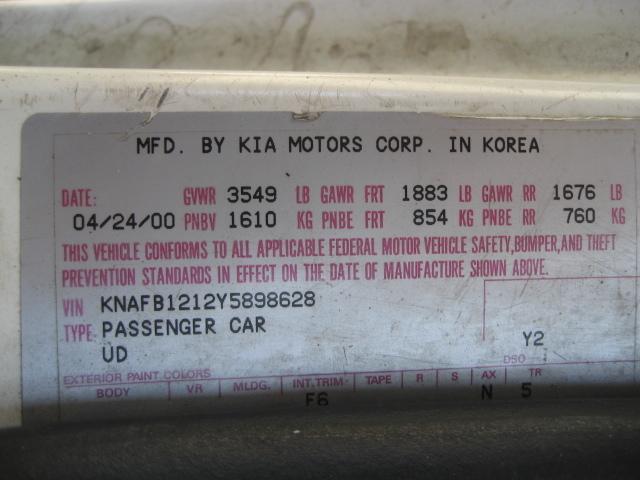 MFD. BY KIA MOTORS CORP. IN KOREA
DATE: GVWR 3549 LB GAWR FRT 1883 LB GAWR RR 1676 LB
04/24/00 PNBV 1610 KG PNBE FRT 854 KG PNBE RR 760 KG
THIS VEHICLE CONFORMS TO ALL APPLICABLE FEDERAL MOTOR VEHICLE SAFETY, BUMPER, AND THEFT
PREVENTION STANDARDS IN EFFECT ON THE DATE OF MANUFACTURE SHOWN ABOVE.
VIN KNAFB1212Y5898628
TYPE: PASSENGER CAR
UD Y2
DSO
EXTERIOR PAINT COLORS
BODY VR MLDG. INT.TRIM TAPE R S AX TR
F6 N 5